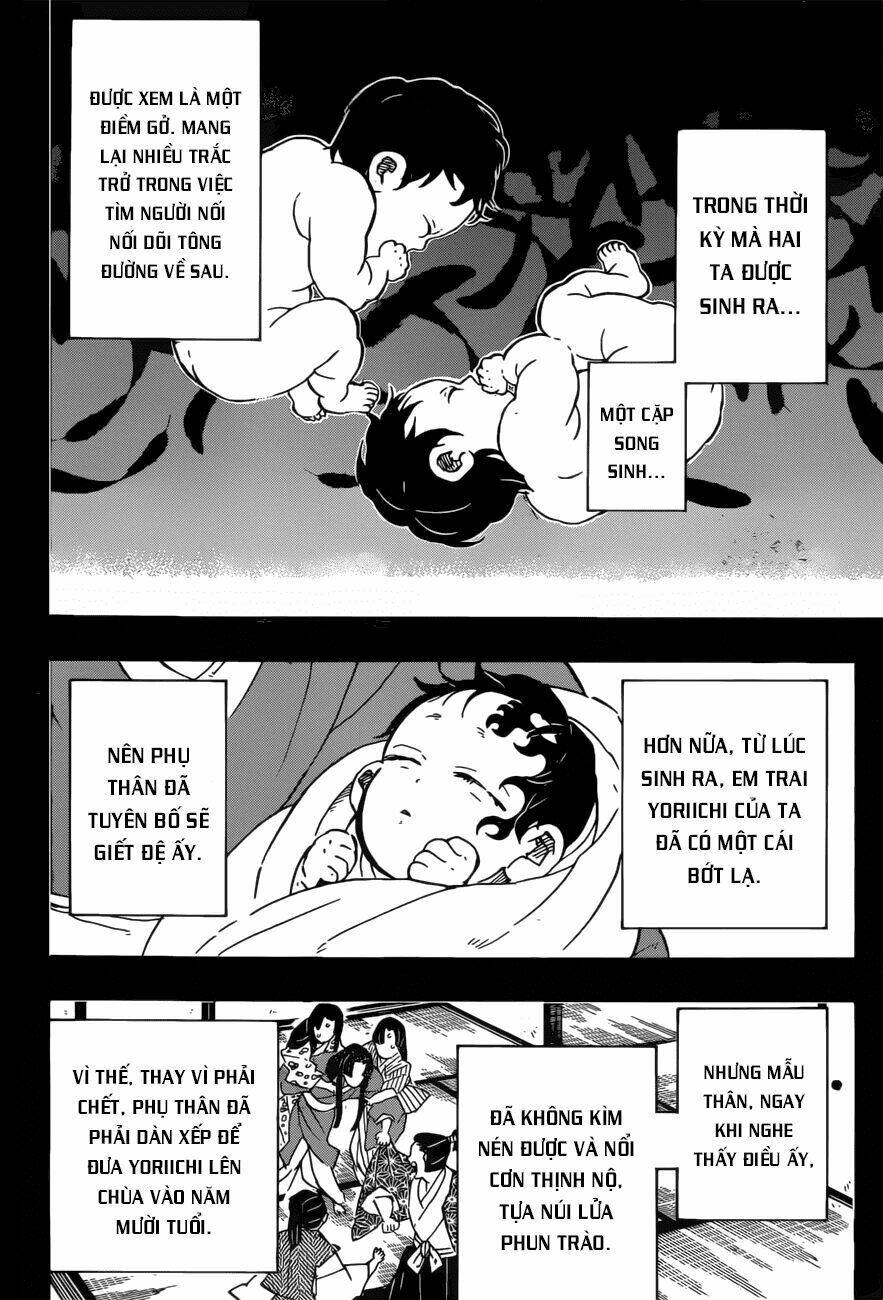 TRONG THỜI
KỲ MÀ HAI
TA ĐƯỢC
SINH RA...
MỘT CẶP
SONG
SINH...
ĐƯỢC XEM LÀ MỘT
ĐIỀM GỞ. MANG
LẠI NHIỀU TRẮC
TRỞ TRONG VIỆC
TÌM NGƯỜI NỐI
NỐI DÕI TÔNG
ĐƯỜNG VỀ SAU.
HƠN NỮA, TỪ LÚC
SINH RA, EM TRAI
YORIICHI CỦA TA
ĐÃ CÓ MỘT CÁI
BỚT LẠ.
NÊN PHỤ
THÂN ĐÃ
TUYÊN BỐ SẼ
GIẾT ĐỆ ẤY.
NHƯNG MẪU
THÂN, NGAY
KHI NGHE
THẤY ĐIỀU ẤY,
ĐÃ KHÔNG KÌM
NÉN ĐƯỢC VÀ NỔI
CƠN THỊNH NỘ,
TỰA NÚI LỬA
PHUN TRÀO.
VÌ THẾ, THAY VÌ PHẢI
CHẾT, PHỤ THÂN ĐÃ
PHẢI DÀN XẾP ĐỂ
ĐƯA YORIICHI LÊN
CHÙA VÀO NĂM
MƯỜI TUỔI.